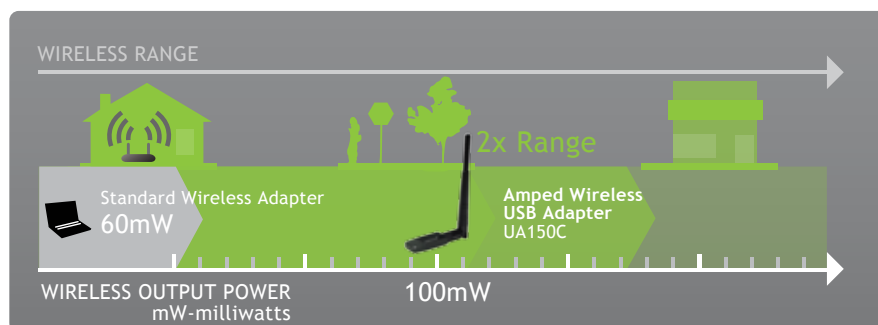 WIRELESS RANGE
2x Range
Standard Wireless Adapter
60mW
Amped Wireless
USB Adapter
UA150C
WIRELESS OUTPUT POWER
mW-milliwatts
100mW